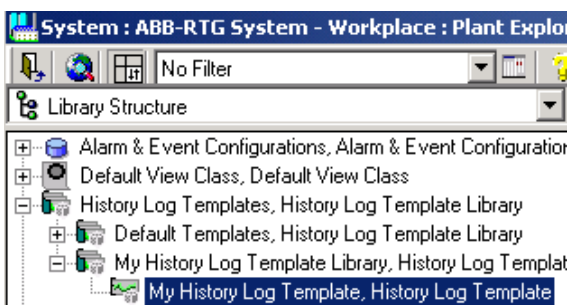 System : ABB-RTG System - Workplace : Plant Explo
No Filter
Library Structure
Alarm & Event Configurations, Alarm & Event Configuration
Default View Class, Default View Class
History Log Templates, History Log Template Library
Default Templates, History Log Template Library
My History Log Template Library, History Log Templat
My History Log Template, History Log Template